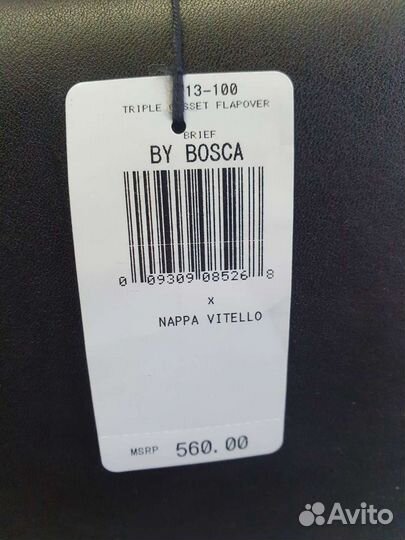 13-100
TRIPLE GUSSET FLAPOVER
BRIEF
BY BOSCA
0 09309 08526 8
x
NAPPA VITELLO
MSRP 560.00
Avito